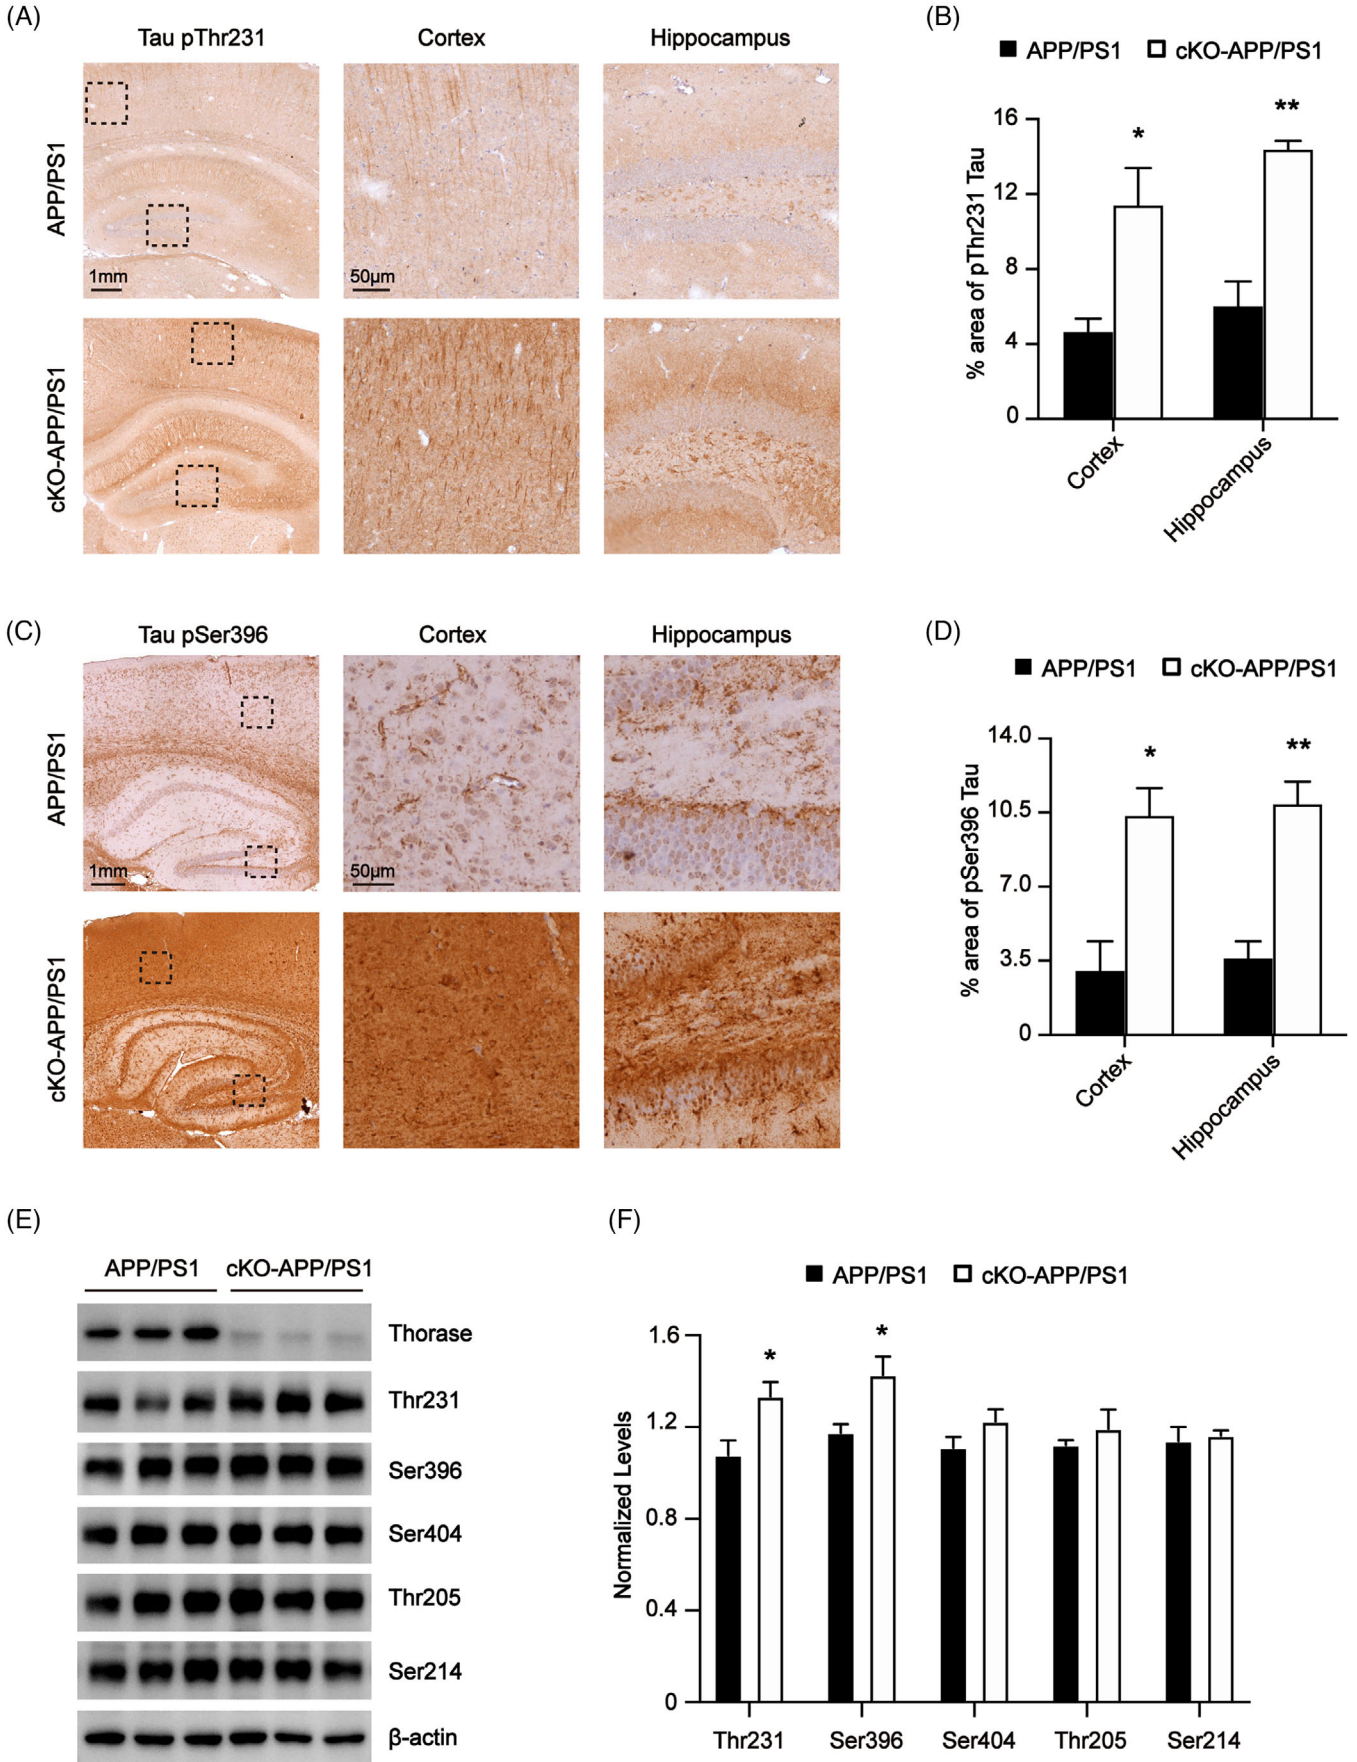 (A)
Tau pThr231
Cortex
Hippocampus
APP/PS1
1mm
50µm
cKO-APP/PS1
(B)
APP/PS1
cKO-APP/PS1
% area of pThr231 Tau
16
12
8
4
0
*
**
Cortex
Hippocampus
(C)
Tau pSer396
Cortex
Hippocampus
APP/PS1
1mm
50µm
cKO-APP/PS1
(D)
APP/PS1
cKO-APP/PS1
% area of pSer396 Tau
14.0
10.5
7.0
3.5
0
*
**
Cortex
Hippocampus
(E)
APP/PS1
cKO-APP/PS1
Thorase
Thr231
Ser396
Ser404
Thr205
Ser214
β-actin
(F)
APP/PS1
cKO-APP/PS1
Normalized Levels
1.6
1.2
0.8
0.4
0
*
*
Thr231
Ser396
Ser404
Thr205
Ser214